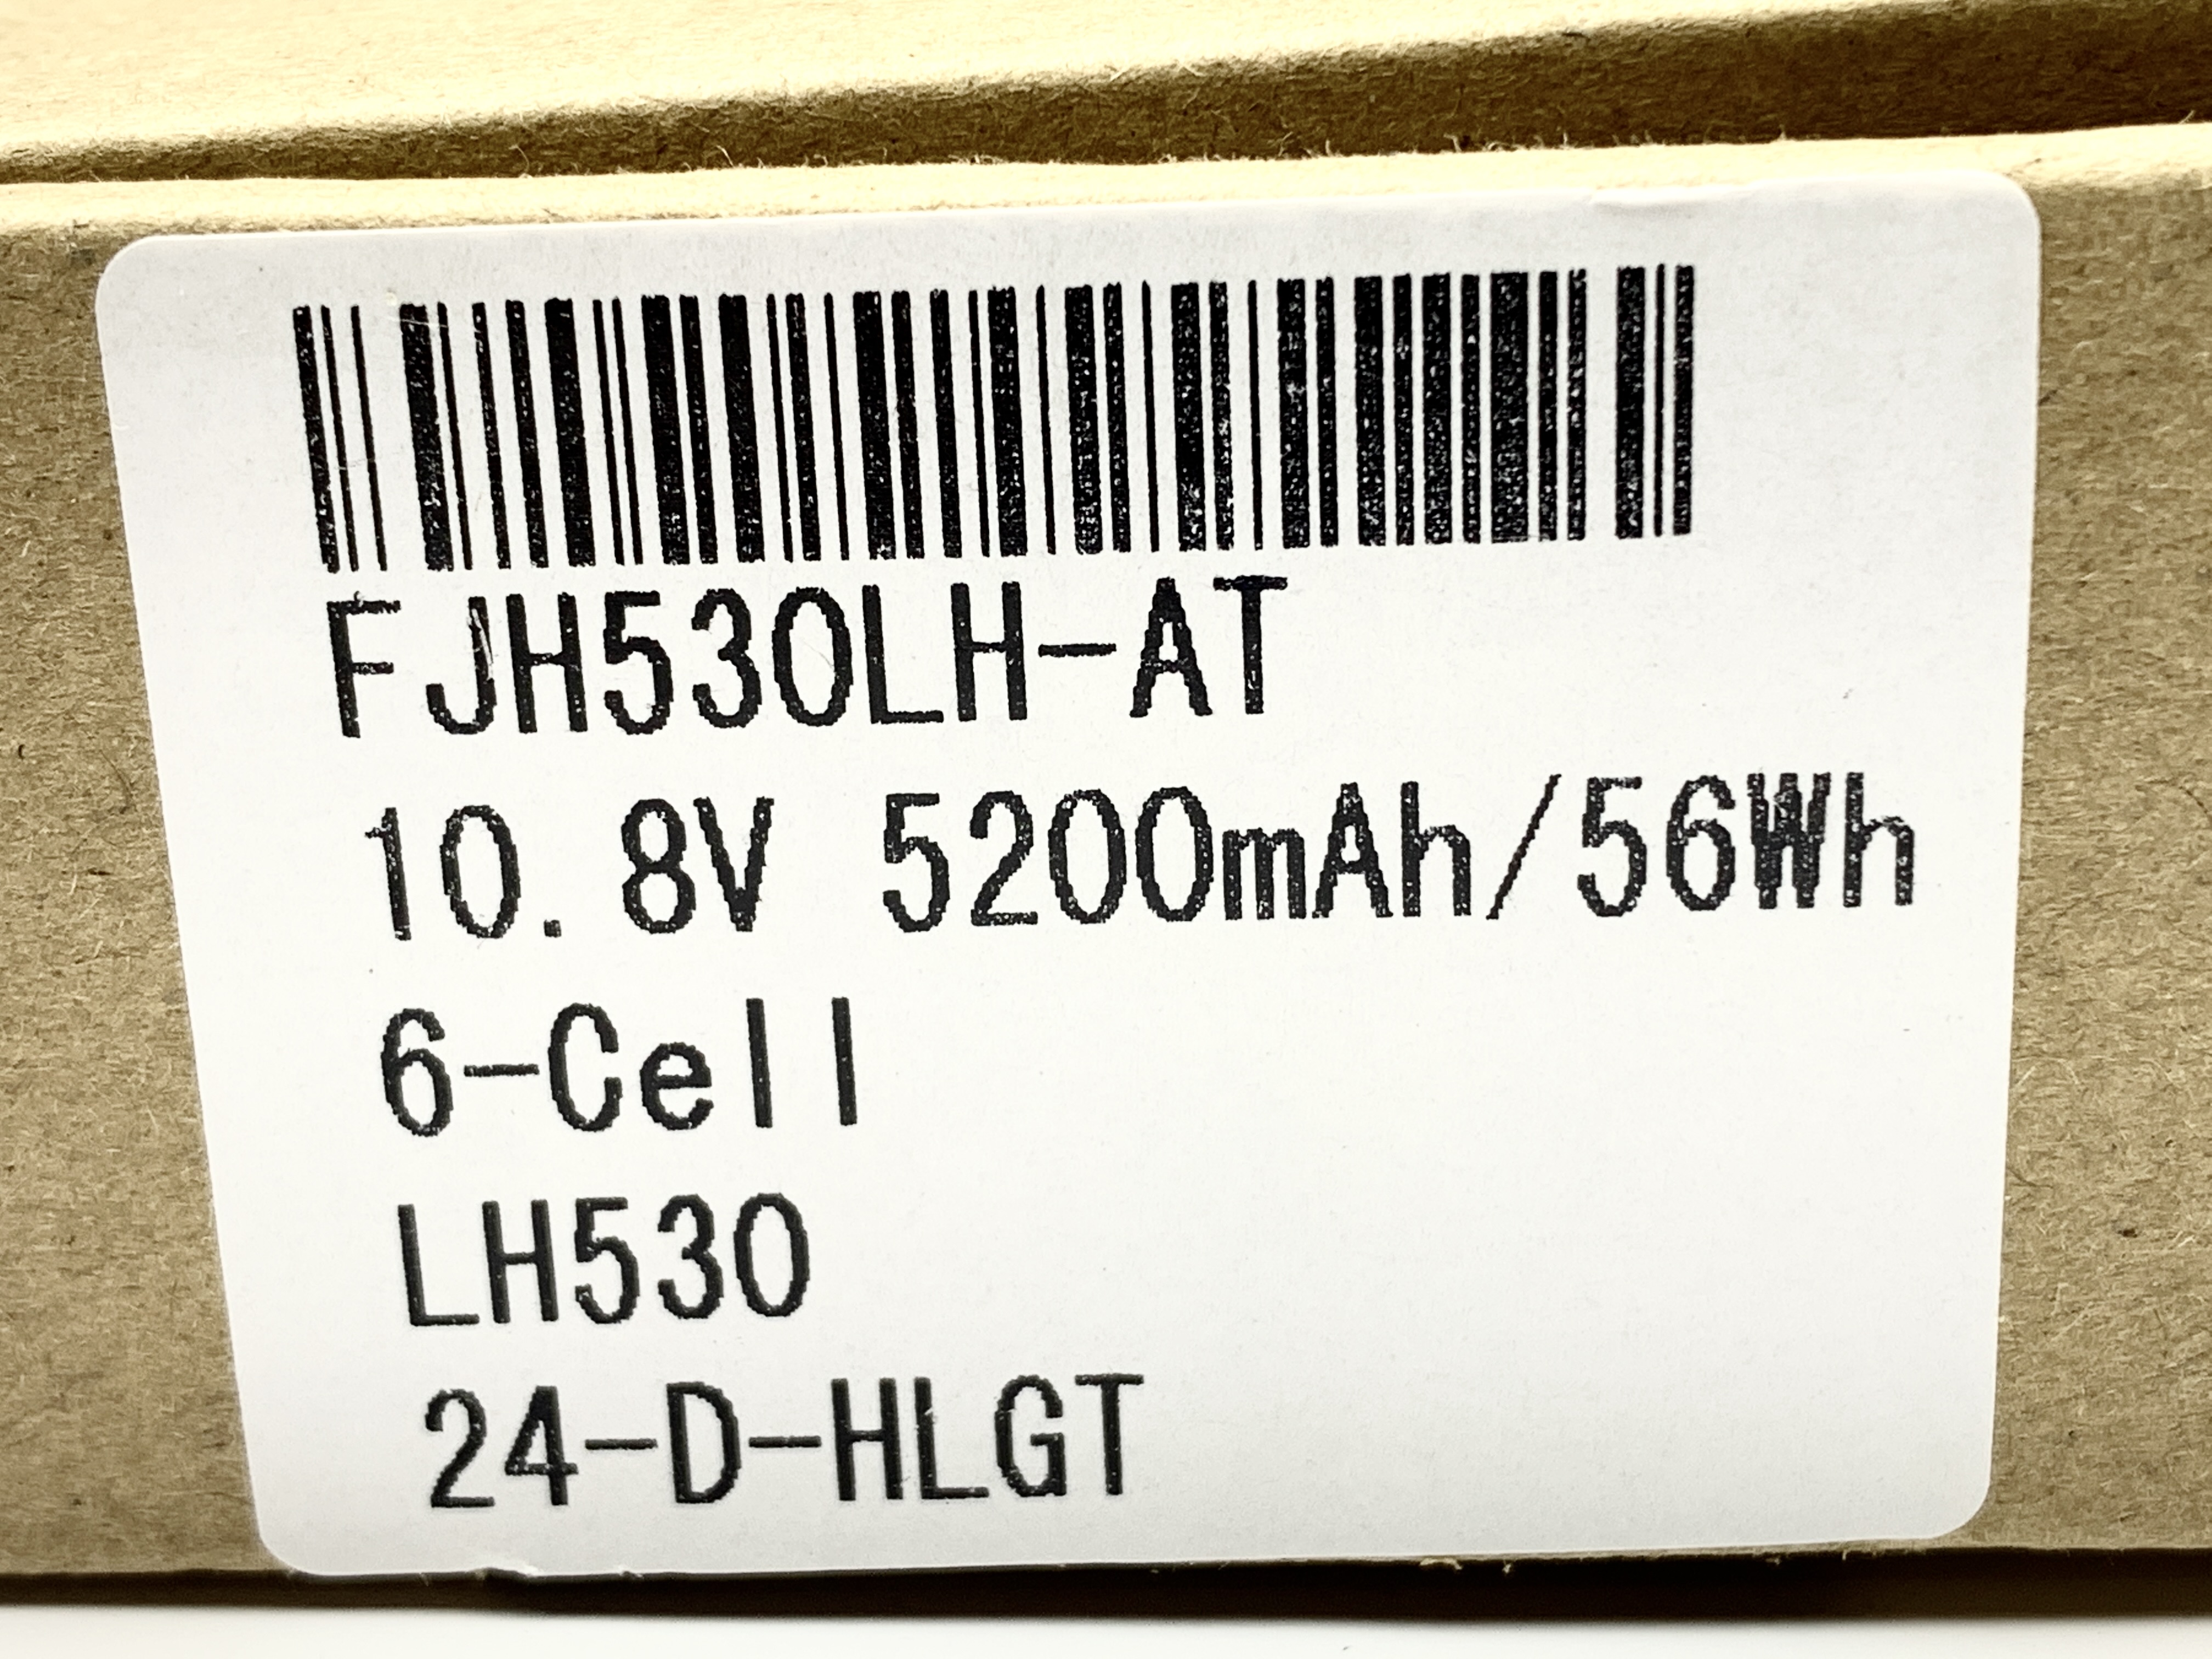 FJH530LH-AT
10.8V 5200mAh/56Wh
6-Cell
LH530
24-D-HLGT